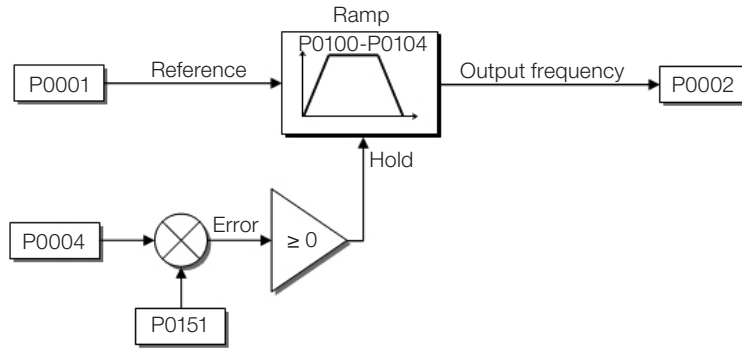 Ramp
P0100-P0104
P0001
Reference
Output frequency
P0002
Hold
P0004
Error
≥ 0
P0151